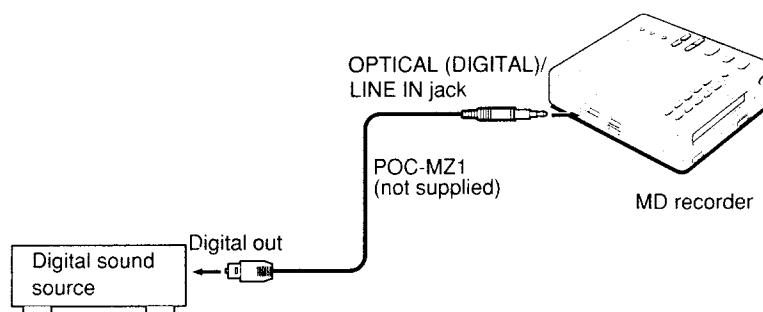 OPTICAL (DIGITAL)/
LINE IN jack
POC-MZ1
(not supplied)
MD recorder
Digital out
Digital sound
source